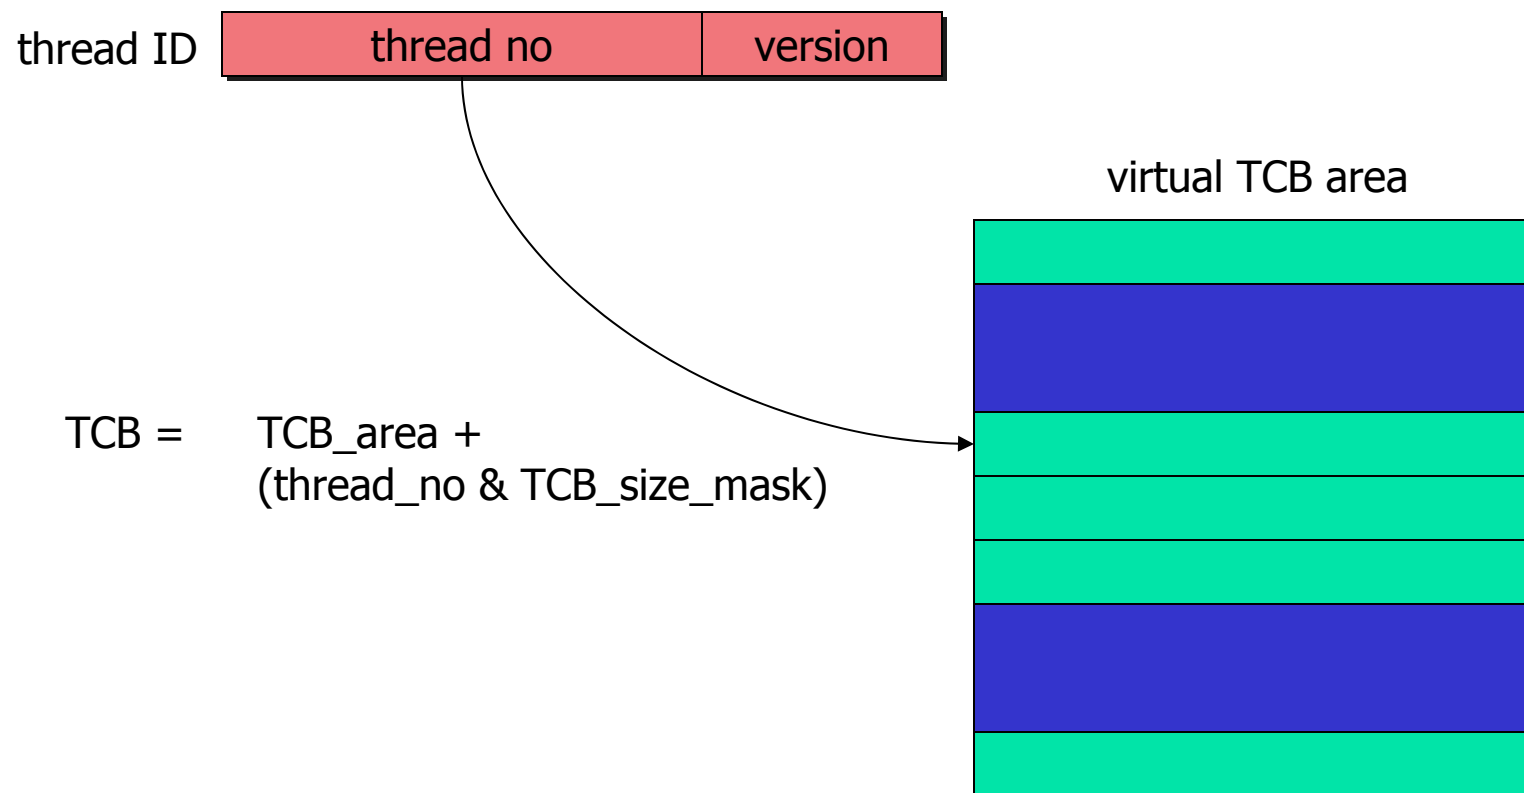 thread ID
thread no
version
virtual TCB area
TCB = TCB_area +
(thread_no & TCB_size_mask)